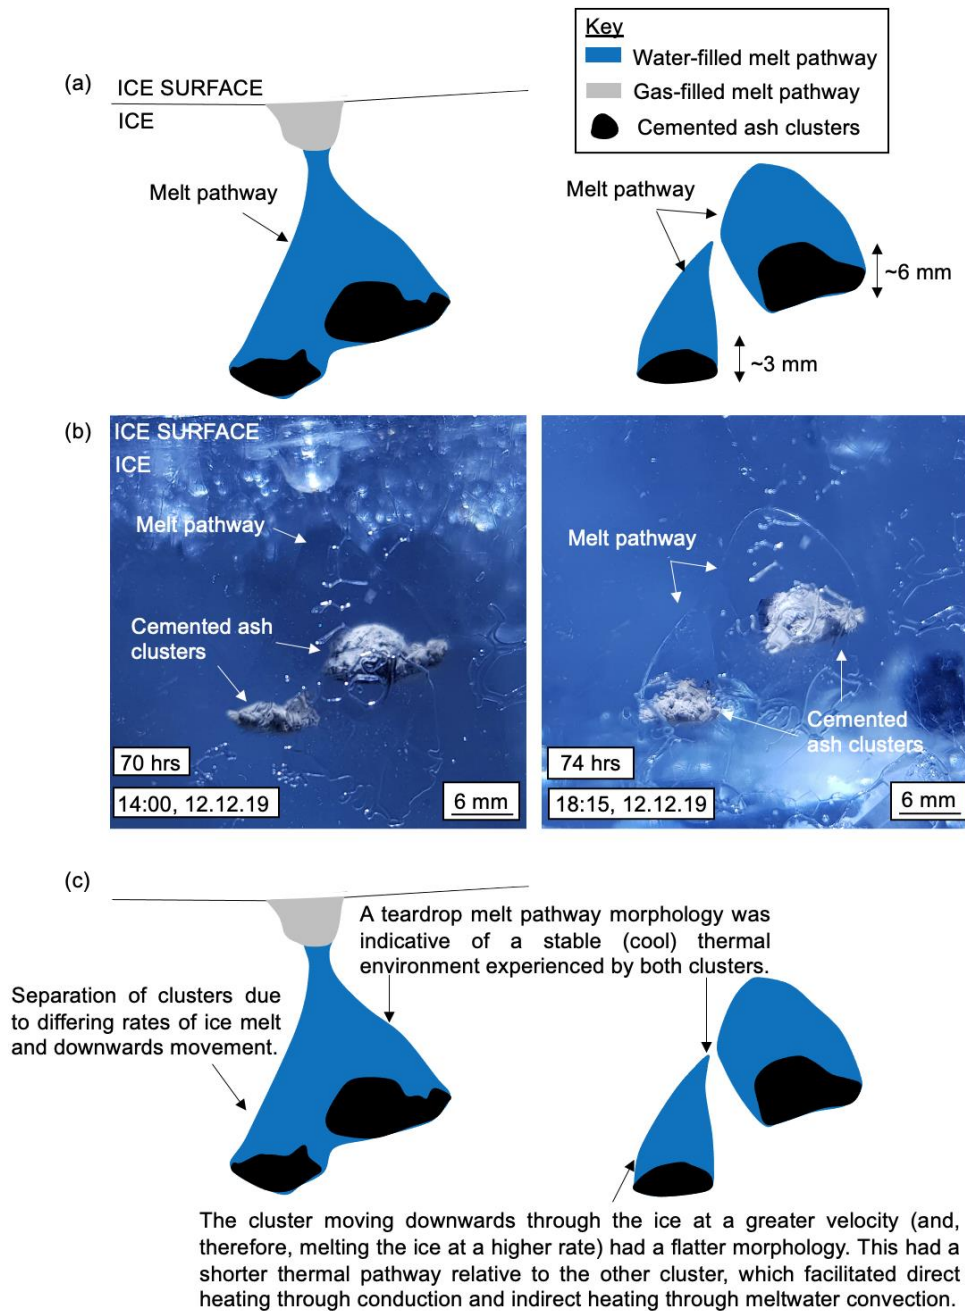 Key
Water-filled melt pathway
Gas-filled melt pathway
Cemented ash clusters
(a)
ICE SURFACE
ICE
Melt pathway
Melt pathway
~6 mm
~3 mm
(b)
ICE SURFACE
ICE
Melt pathway
Cemented ash
clusters
70 hrs
14:00, 12.12.19
6 mm
Melt pathway
Cemented
ash clusters
74 hrs
18:15, 12.12.19
6 mm
(c)
A teardrop melt pathway morphology was
indicative of a stable (cool) thermal
environment experienced by both clusters.
Separation of clusters due
to differing rates of ice melt
and downwards movement.
The cluster moving downwards through the ice at a greater velocity (and,
therefore, melting the ice at a higher rate) had a flatter morphology. This had a
shorter thermal pathway relative to the other cluster, which facilitated direct
heating through conduction and indirect heating through meltwater convection.